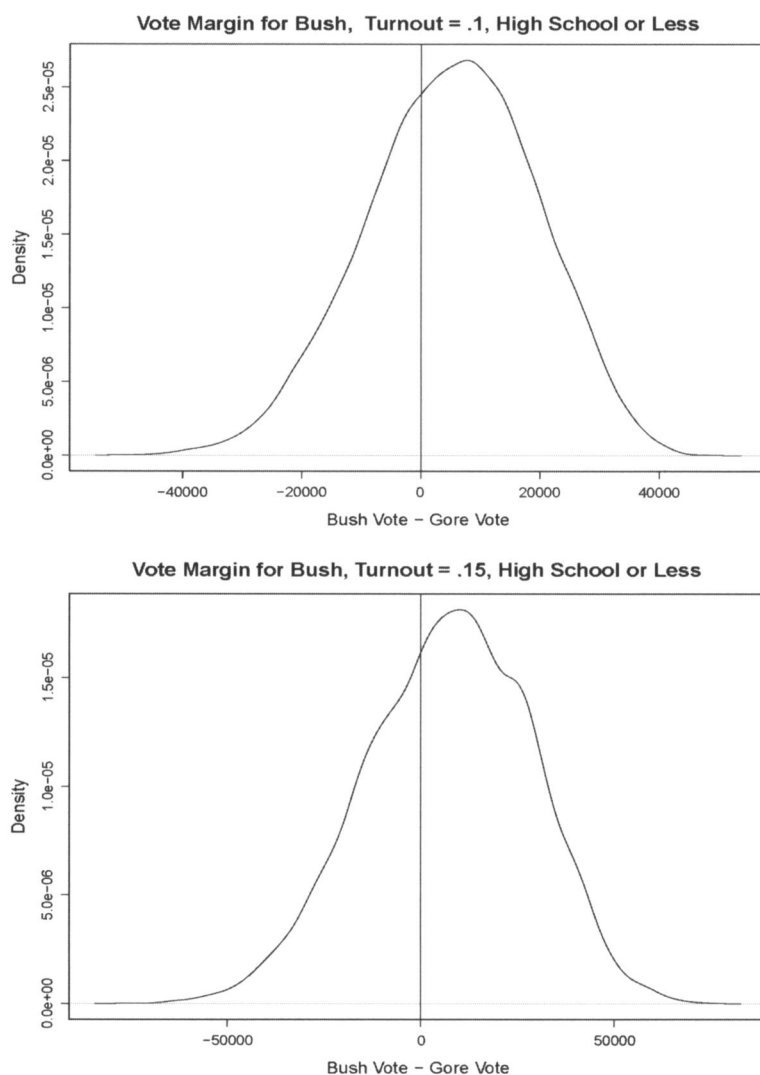 Vote Margin for Bush, Turnout = .1, High School or Less
Density
0.0e+00 5.0e−06 1.0e−05 1.5e−05 2.0e−05 2.5e−05
−40000 −20000 0 20000 40000
Bush Vote − Gore Vote
Vote Margin for Bush, Turnout = .15, High School or Less
Density
0.0e+00 5.0e−06 1.0e−05 1.5e−05
−50000 0 50000
Bush Vote − Gore Vote